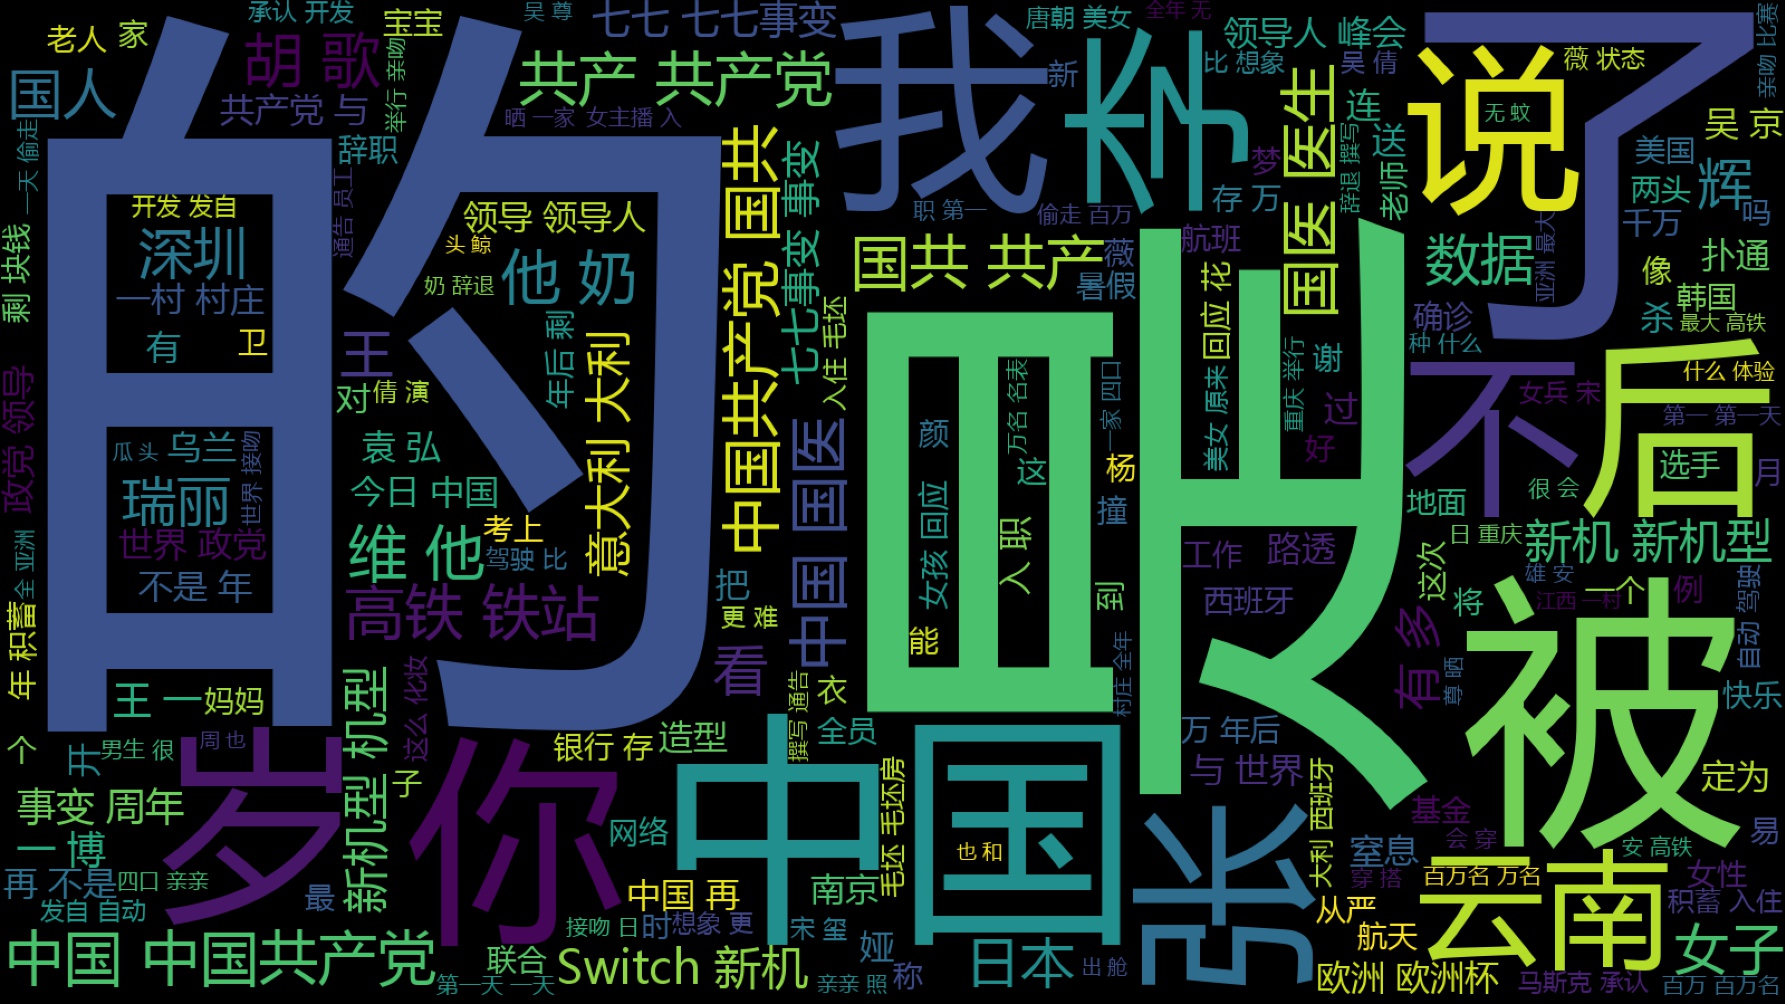 承认 开发
宝宝
吴 尊
七七 七七事变
唐朝 美女
全年 无
老人 家
胡 歌
领导人 峰会
亲吻 比赛
国人
共产党 与
举行 亲吻
共产 共产党
晒 一家
女主播 入
我
新
李
比 想象
吴 倩
说
无 蚊
薇 状态
了
吴 京
一天 偷走
的
辞职
通告 员工
中国共产党 国共
七七事变 事变
国医 医生
连
送
辞退 撰写
老师
梦
存 万
美国
两头
辉
千万
吗
开发 发自
深圳
一村 村庄
有
卫
领导 领导人
头 鲸
奶 辞退
他 奶
职 第一
偷走 百万
国共 共产
薇
暑假
航班
数据
亚洲 最大
像
扑通
韩国
杀
最大 高铁
剩 块钱
王
对
倩 演
年后 剩
意大利 大利
入住 毛坯
美女 原来
回应 花
重庆 举行
谢
过
好
确诊
种 什么
不
后
什么 体验
女兵 宋
第一 第一天
政党 领导
瓜 头
乌兰
世界 接吻
瑞丽
世界 政党
不是 年
袁 弘
今日 中国
考上
维 他
驾驶 比
中国 国医
颜
万名 名表
这
一家 四口
杨
撞
是
地面
选手
很 会
月
全 亚洲
年 积蓄
高铁 铁站
把
更 难
看
女孩 回应
入 职
到
能
工作
路透
西班牙
这次
日 重庆
新机 新机型
雄 安
一个
江西 一村
例
将
自动 驾驶
王 一
妈妈
新机型 机型
这么 化妆
撰写 通告
衣
全员
村庄 全年
万 年后
与 世界
有 多
尊 晒
被
快乐
个
开
男生 很
周 也
岁
子
你
银行 存
造型
中国
也 和
毛坯 毛坯房
张
大利 西班牙
定为
事变 周年
一 博
再 不是
四口 亲亲
发自 自动
最
网络
中国 再
南京
基金
会 穿
窒息
穿 搭
安 高铁
易
百万名 万名
云南
女性
积蓄 入住
中国 中国共产党
第一天 一天
联合
接吻 日
时
想象 更
宋 玺
Switch 新机
亲亲 照
娅
称
日本
出 舱
从严
航天
欧洲 欧洲杯
马斯克 承认
女子
百万 百万名